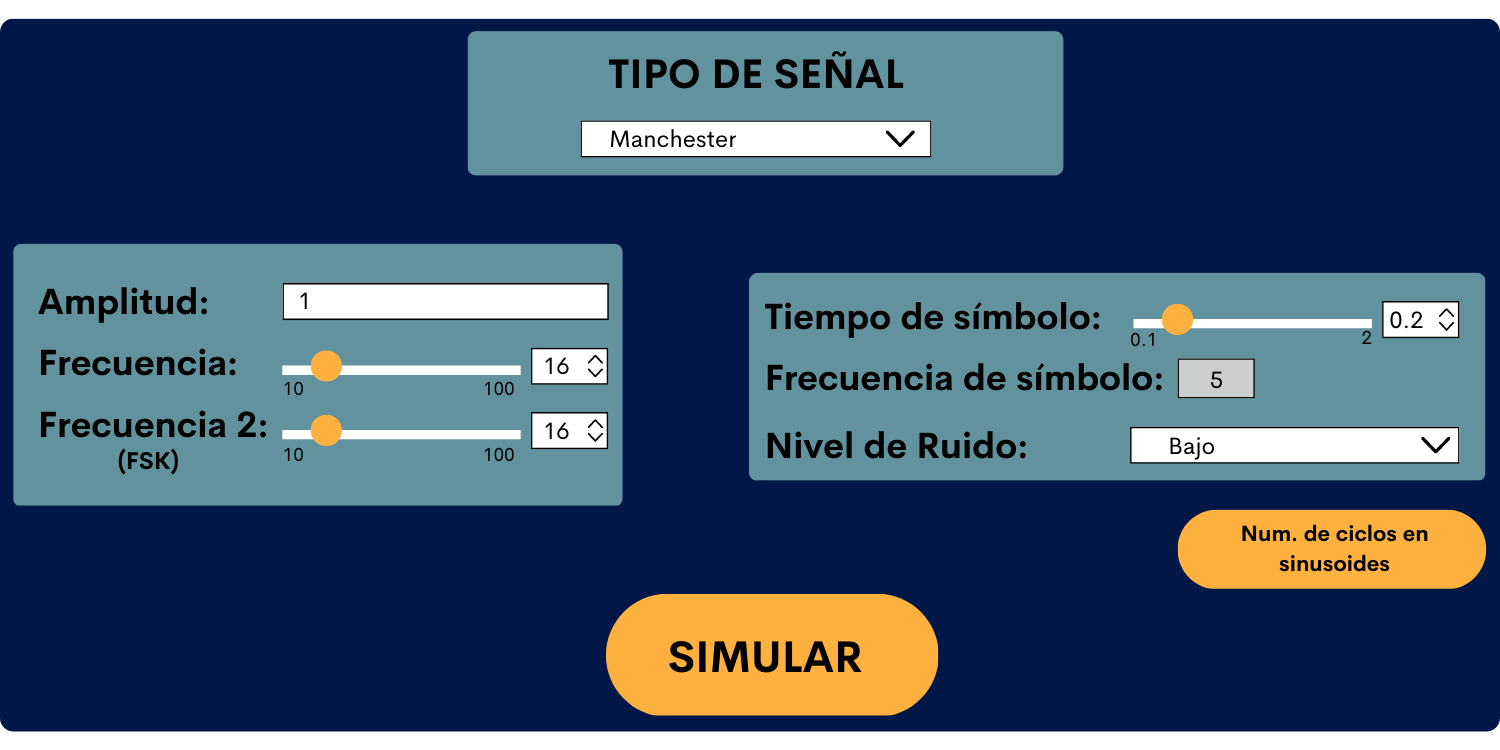 TIPO DE SEÑAL
Manchester
Amplitud: 1
Frecuencia: 16
10 100
Frecuencia 2: 16
(FSK) 10 100
Tiempo de símbolo: 0.2
0.1 2
Frecuencia de símbolo: 5
Nivel de Ruido: Bajo
Num. de ciclos en
sinusoides
SIMULAR